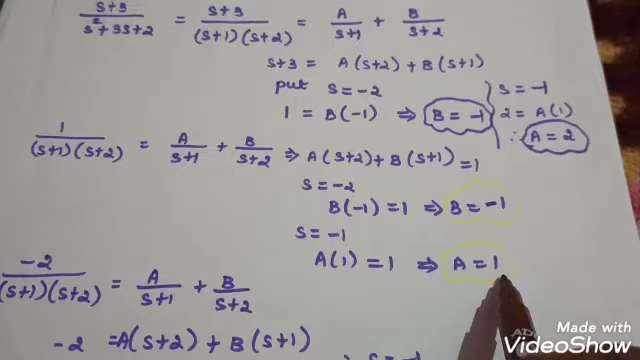 s+3 / s²+3s+2 = s+3 / (s+1)(s+2) = A / s+1 + B / s+2
s+3 = A(s+2) + B(s+1)
put s=-2
1 = B(-1) ⇒ B = -1
s=-1
2 = A(1)
∴ A = 2
1 / (s+1)(s+2) = A / s+1 + B / s+2 ⇒ A(s+2)+B(s+1)=1
s=-2
B(-1)=1 ⇒ B=-1
s=-1
A(1)=1 ⇒ A=1
-2 / (s+1)(s+2) = A / s+1 + B / s+2
-2 = A(s+2) + B(s+1)
Made with
VideoShow